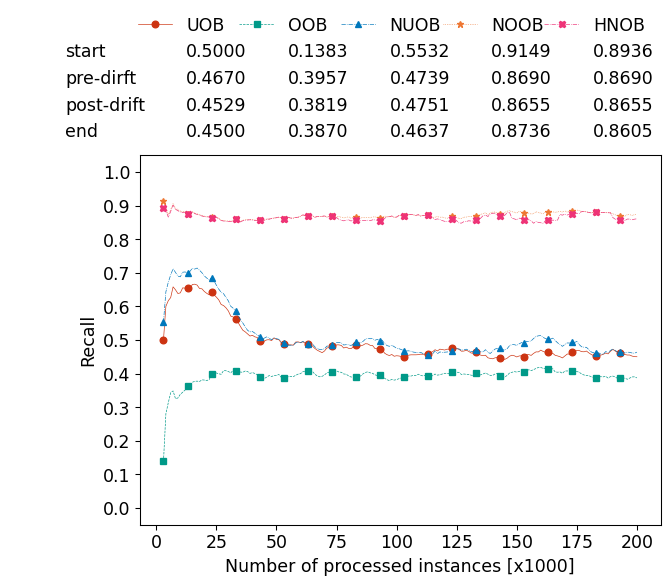 UOB OOB NUOB NOOB HNOB
start 0.5000 0.1383 0.5532 0.9149 0.8936
pre-dirft 0.4670 0.3957 0.4739 0.8690 0.8690
post-drift 0.4529 0.3819 0.4751 0.8655 0.8655
end 0.4500 0.3870 0.4637 0.8736 0.8605
1.0
0.9
0.8
0.7
0.6
0.5
0.4
0.3
0.2
0.1
0.0
Recall
0 25 50 75 100 125 150 175 200
Number of processed instances [x1000]